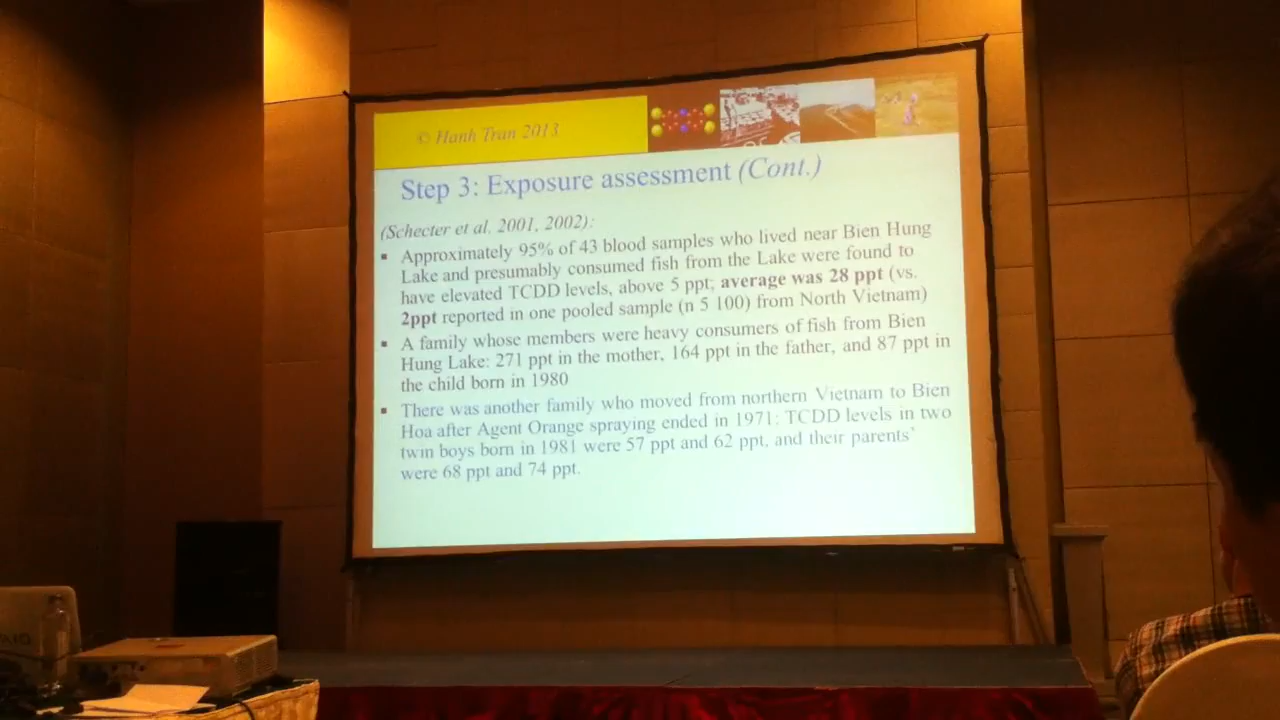 © Hanh Tran 2013
Step 3: Exposure assessment (Cont.)
(Schecter et al. 2001, 2002):
▪ Approximately 95% of 43 blood samples who lived near Bien Hung
Lake and presumably consumed fish from the Lake were found to
have elevated TCDD levels, above 5 ppt; average was 28 ppt (vs.
2ppt reported in one pooled sample (n 5 100) from North Vietnam)
▪ A family whose members were heavy consumers of fish from Bien
Hung Lake: 271 ppt in the mother, 164 ppt in the father, and 87 ppt in
the child born in 1980
▪ There was another family who moved from northern Vietnam to Bien
Hoa after Agent Orange spraying ended in 1971: TCDD levels in two
twin boys born in 1981 were 57 ppt and 62 ppt, and their parents'
were 68 ppt and 74 ppt.